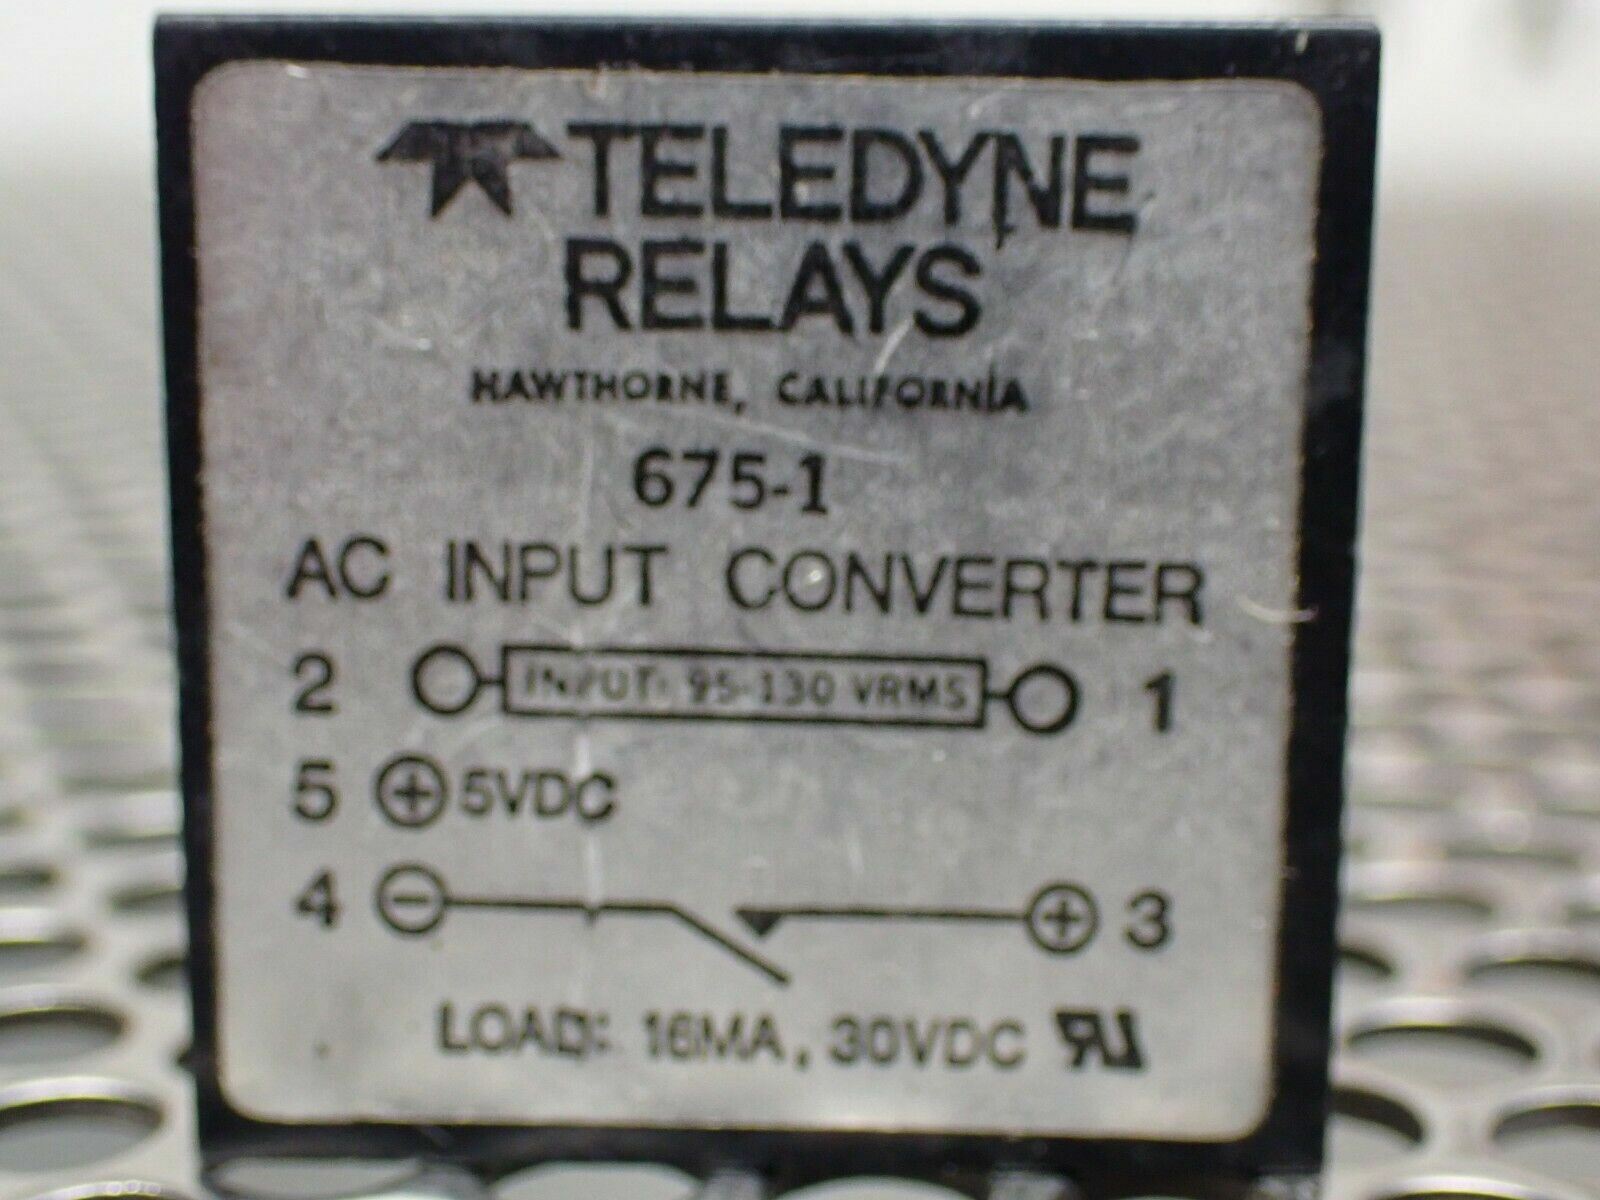 TELEDYNE
RELAYS
HAWTHORNE, CALIFORNIA
675-1
AC INPUT CONVERTER
2 INPUT: 95-130 VRMS 1
5 + 5VDC
4 − + 3
LOAD: 16MA, 30VDC RU